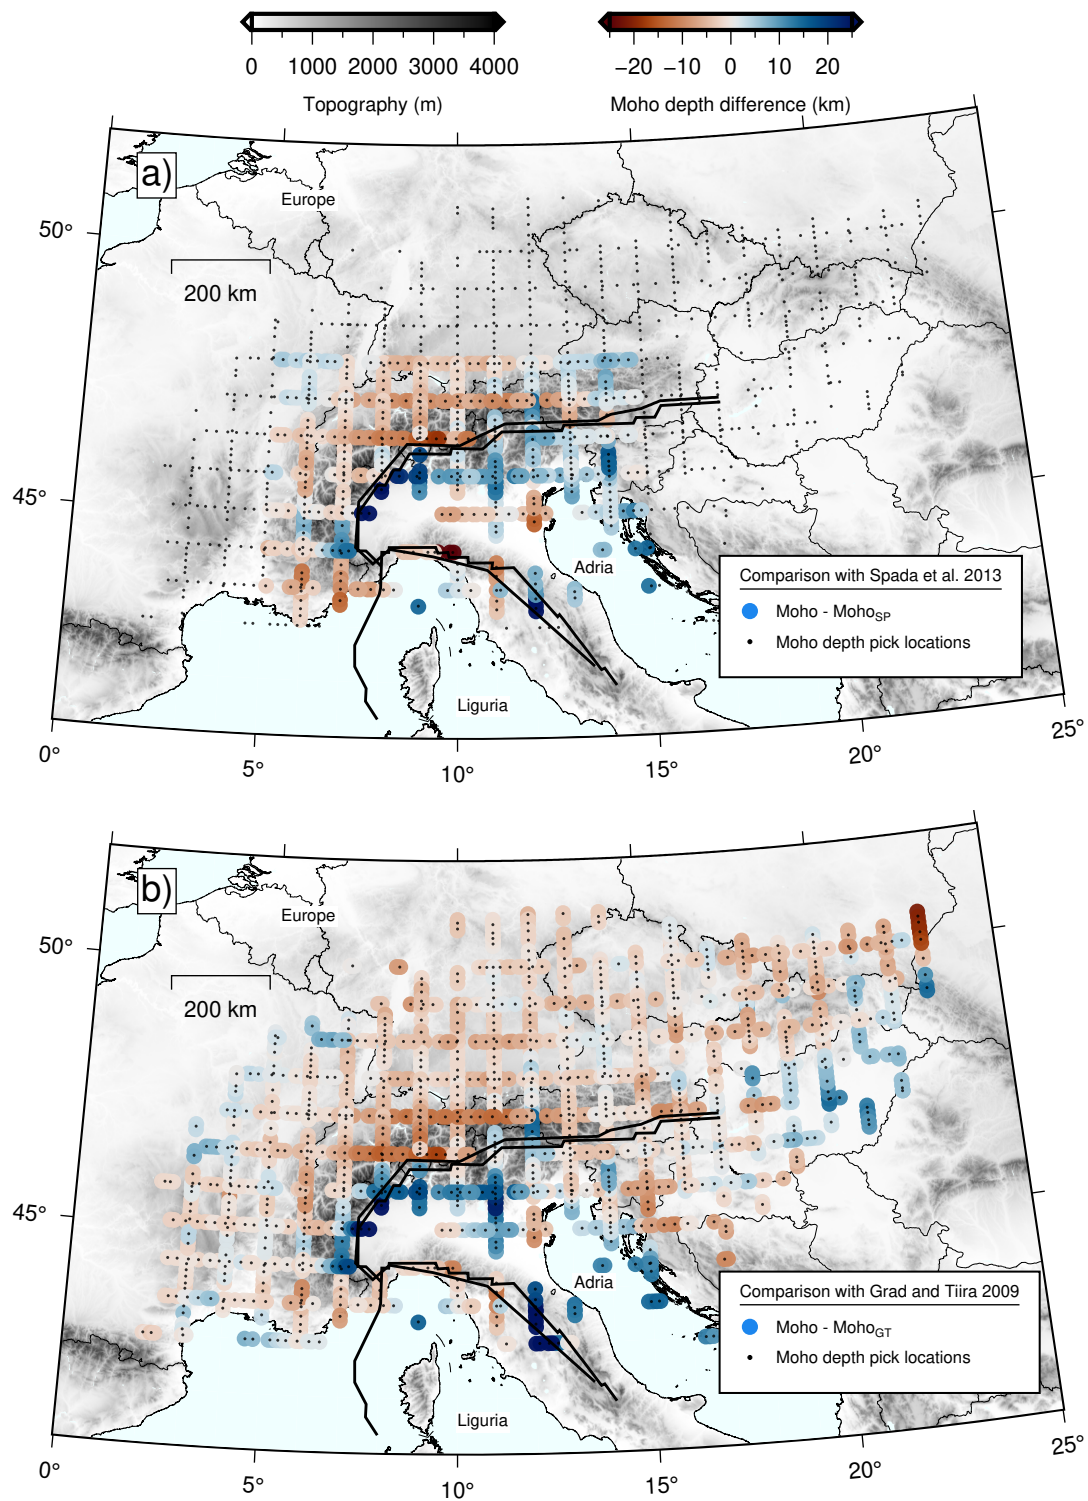 0 1000 2000 3000 4000
Topography (m)
−20 −10 0 10 20
Moho depth difference (km)
a)
Europe
50°
200 km
45°
Adria
Comparison with Spada et al. 2013
Moho - MohoSP
Moho depth pick locations
Liguria
0°
5°
10°
15°
20°
25°
b)
Europe
50°
200 km
45°
Adria
Comparison with Grad and Tiira 2009
Moho - MohoGT
Moho depth pick locations
Liguria
0°
5°
10°
15°
20°
25°